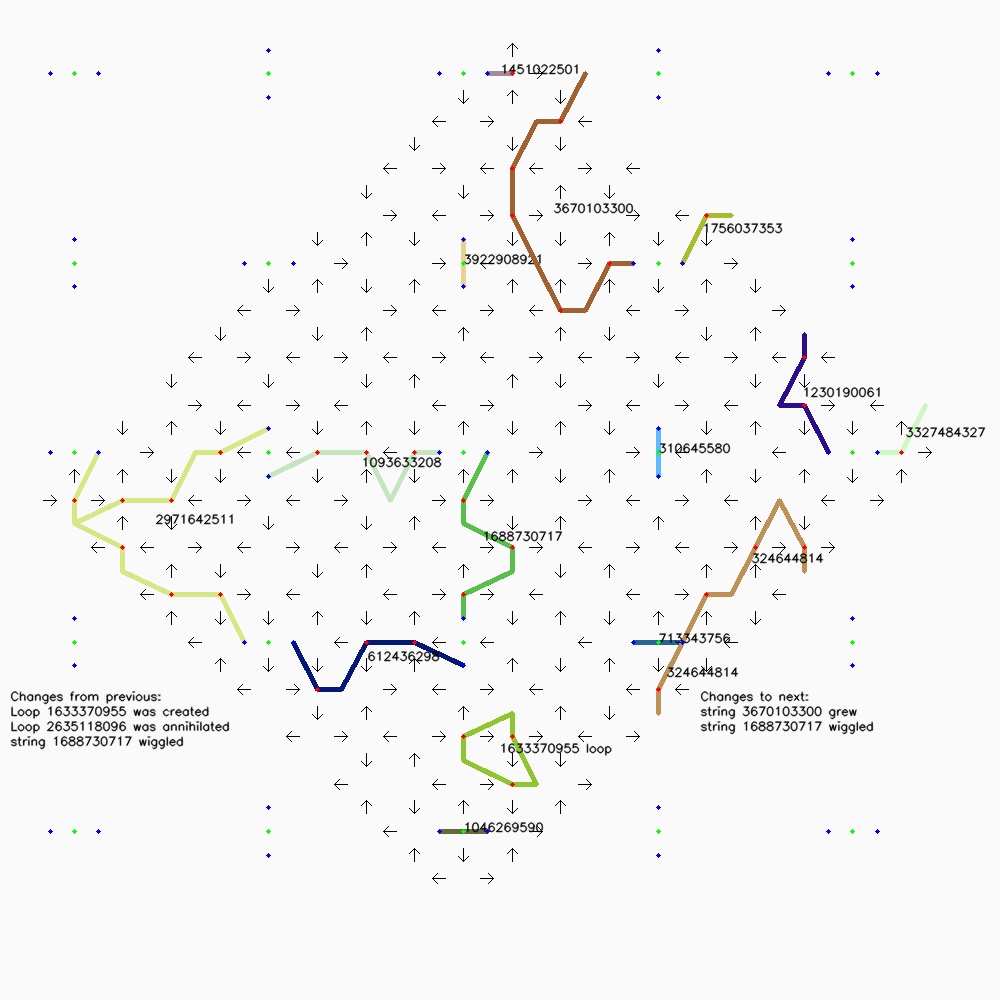 1451022501
3670103300
1756037353
3922908921
1230190061
3327484327
310645580
1093633208
2971642511
1688730717
324644814
713343756
612436298
324644814
Changes from previous:
Loop 1633370955 was created
Loop 2635118096 was annihilated
string 1688730717 wiggled
Changes to next:
string 3670103300 grew
string 1688730717 wiggled
1633370955 loop
1046269590